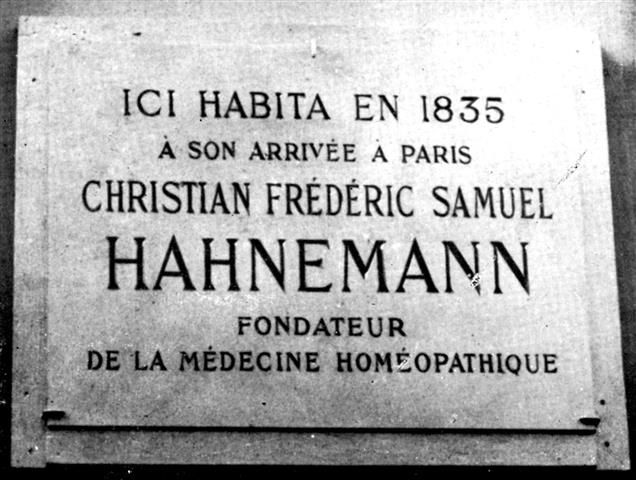 ICI HABITA EN 1835
À SON ARRIVÉE À PARIS
CHRISTIAN FRÉDÉRIC SAMUEL
HAHNEMANN
FONDATEUR
DE LA MÉDECINE HOMÉOPATHIQUE